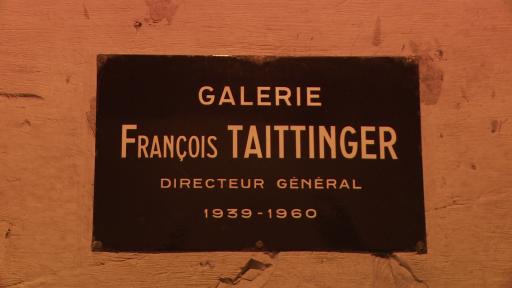 GALERIE
FRANÇOIS TAITTINGER
DIRECTEUR GÉNÉRAL
1939-1960